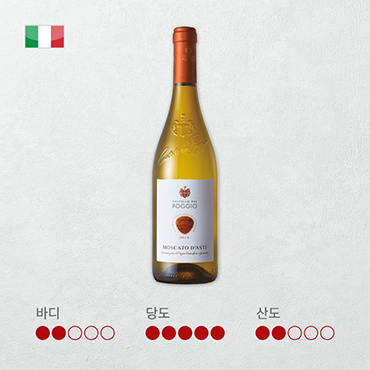 CASTELLO DEL
POGGIO
MOSCATO D'ASTI
바디 당도 산도